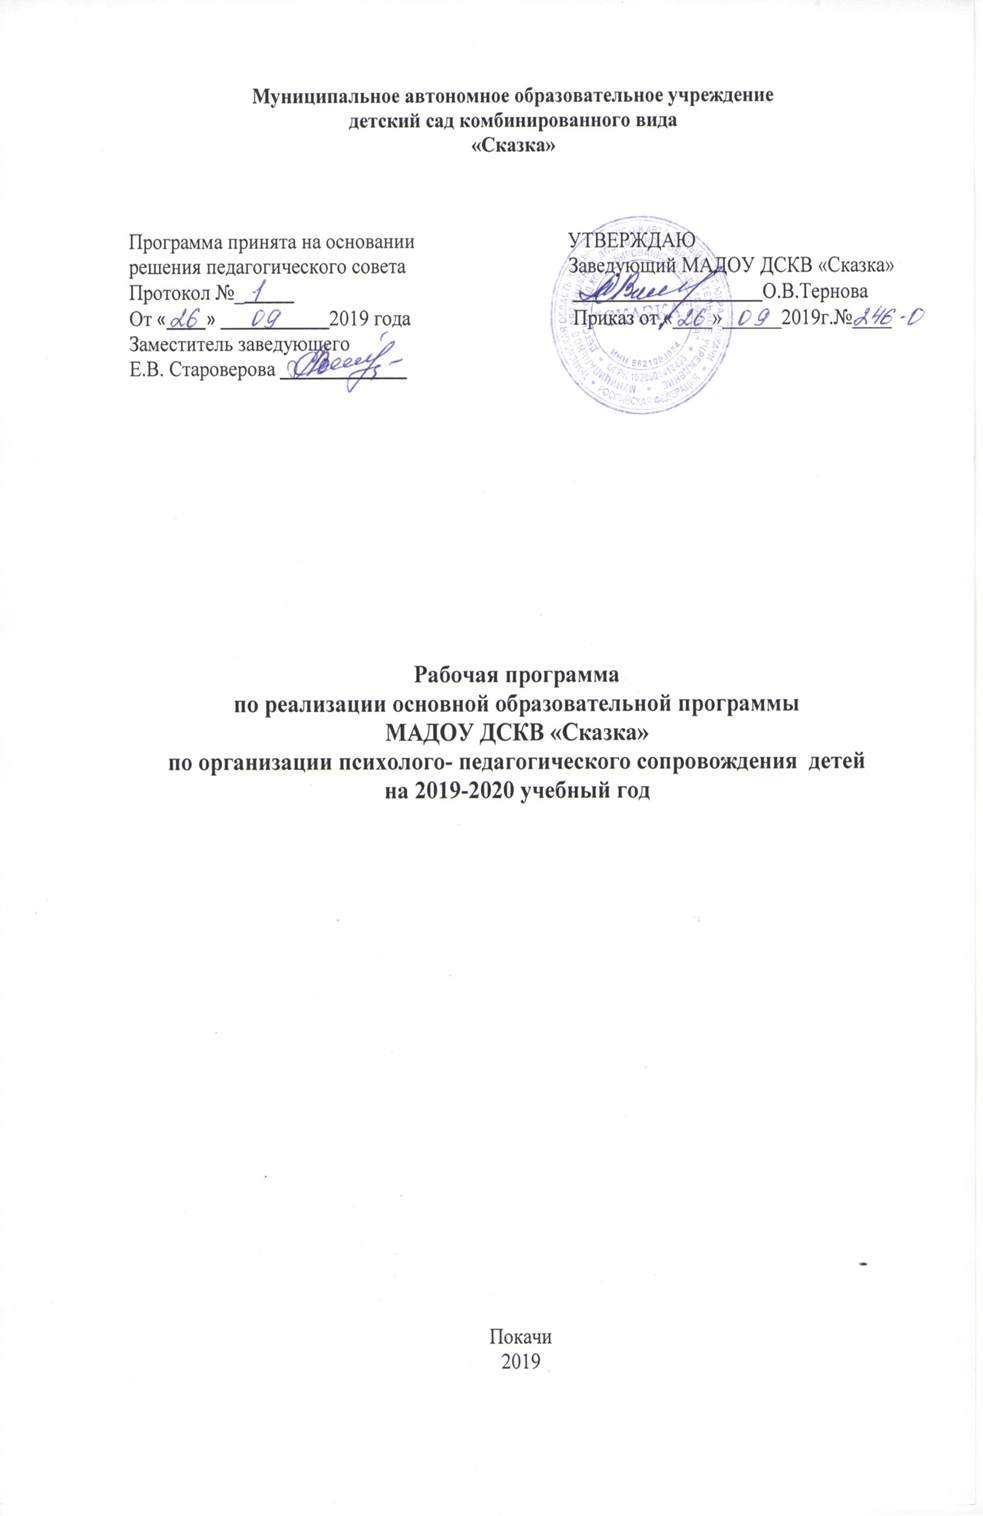 Муниципальное автономное образовательное учреждение
детский сад комбинированного вида
«Сказка»
Программа принята на основании
решения педагогического совета
Протокол № 1
От «26» 09 2019 года
Заместитель заведующего
Е.В. Староверова
УТВЕРЖДАЮ
Заведующий МАДОУ ДСКВ «Сказка»
О.В.Тернова
Приказ от «26» 09 2019г.№246-О
РОССИЙСКАЯ ФЕДЕРАЦИЯ
Рабочая программа
по реализации основной образовательной программы
МАДОУ ДСКВ «Сказка»
по организации психолого- педагогического сопровождения детей
на 2019-2020 учебный год
Покачи
2019